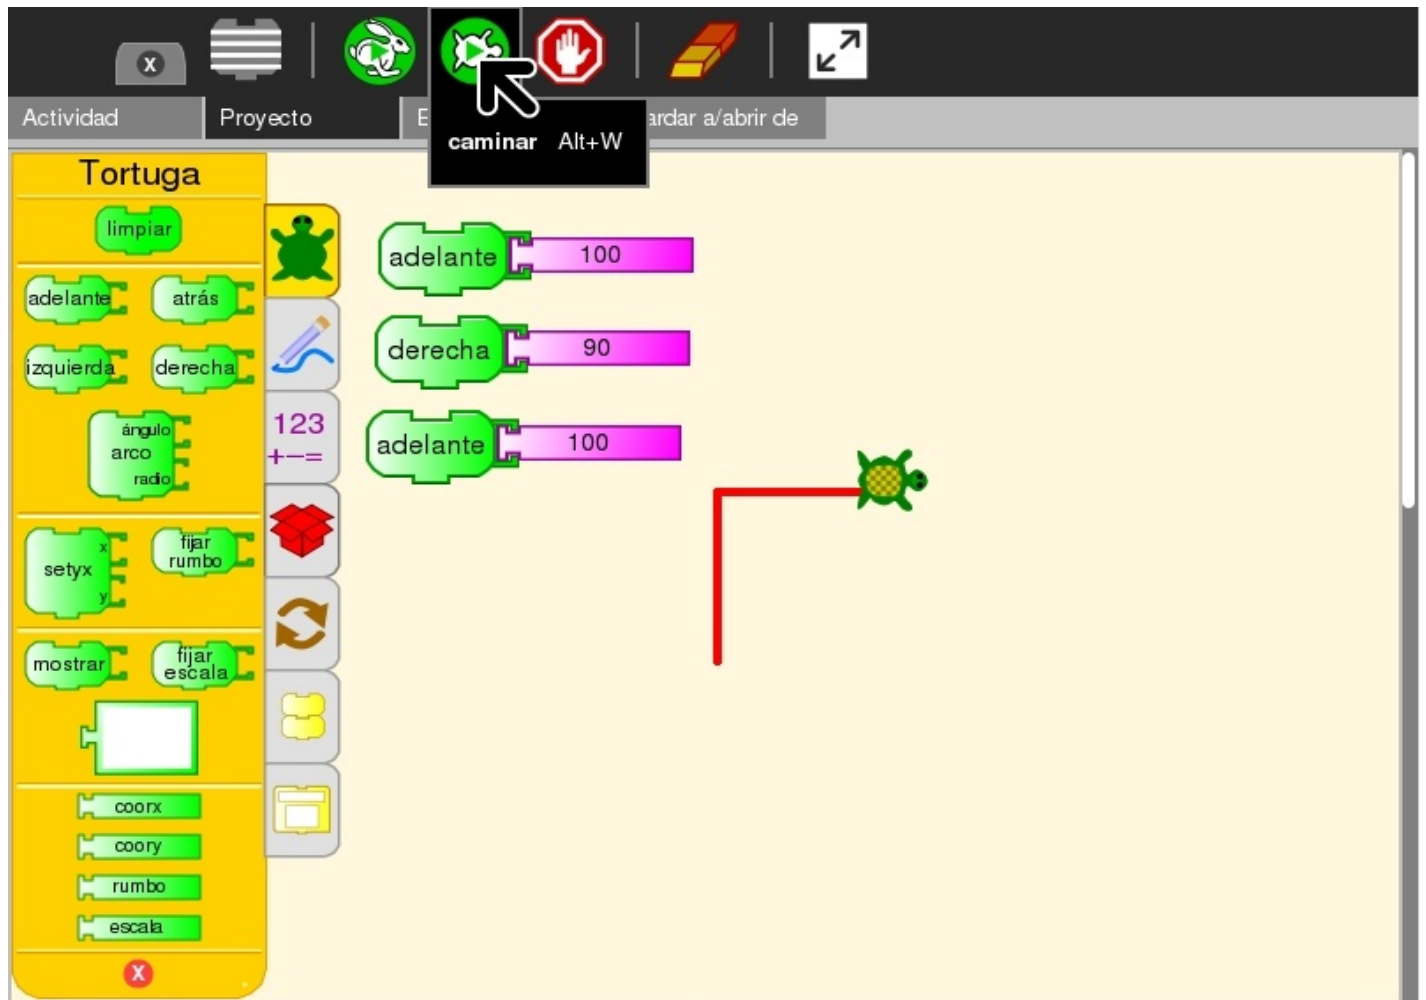 X
Actividad
Proyecto
E
ardar a/abrir de
caminar Alt+W
Tortuga
limpiar
adelante
atrás
izquierda
derecha
ángulo
arco
radio
x
setyx
y
fijar
rumbo
mostrar
fijar
escala
coorx
coory
rumbo
escala
X
123
+−=
adelante 100
derecha 90
adelante 100